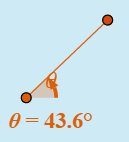 θ
θ = 43.6°